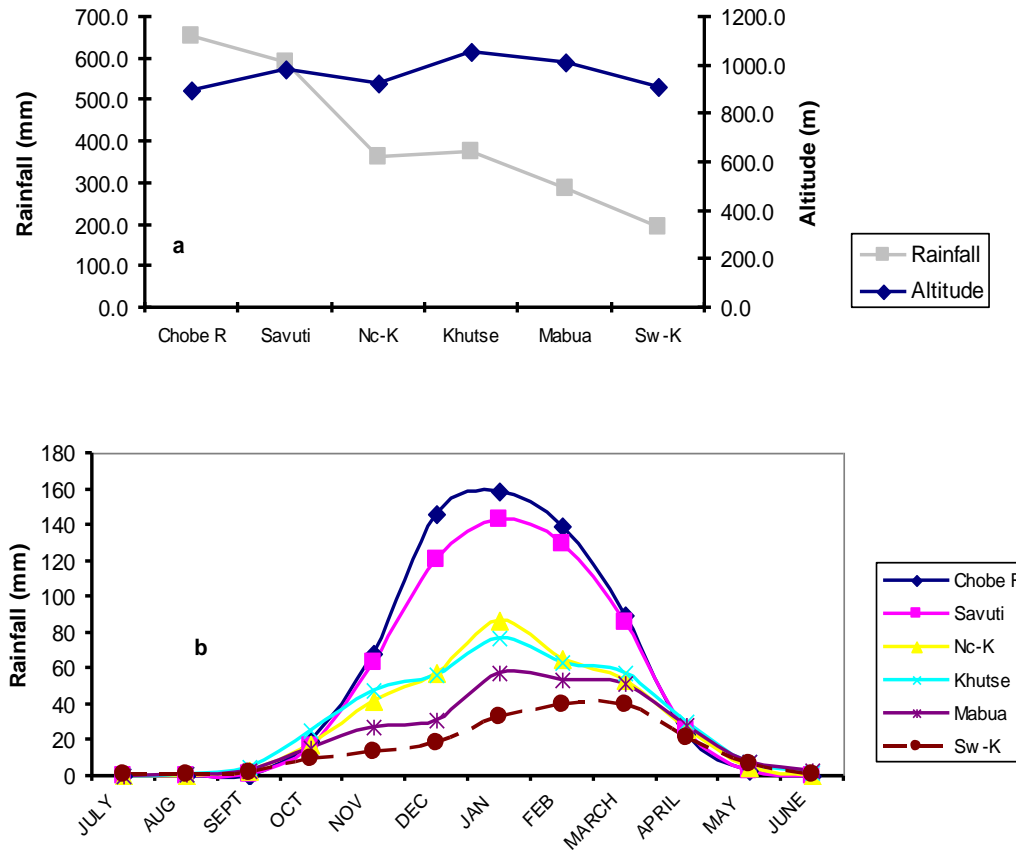 700.0
600.0
500.0
400.0
300.0
200.0
100.0
0.0
Rainfall (mm)
1200.0
1000.0
800.0
600.0
400.0
200.0
0.0
Altitude (m)
a
Chobe R
Savuti
Nc-K
Khutse
Mabua
Sw-K
Rainfall
Altitude
180
160
140
120
100
80
60
40
20
0
Rainfall (mm)
b
JULY
AUG
SEPT
OCT
NOV
DEC
JAN
FEB
MARCH
APRIL
MAY
JUNE
Chobe R
Savuti
Nc-K
Khutse
Mabua
Sw-K